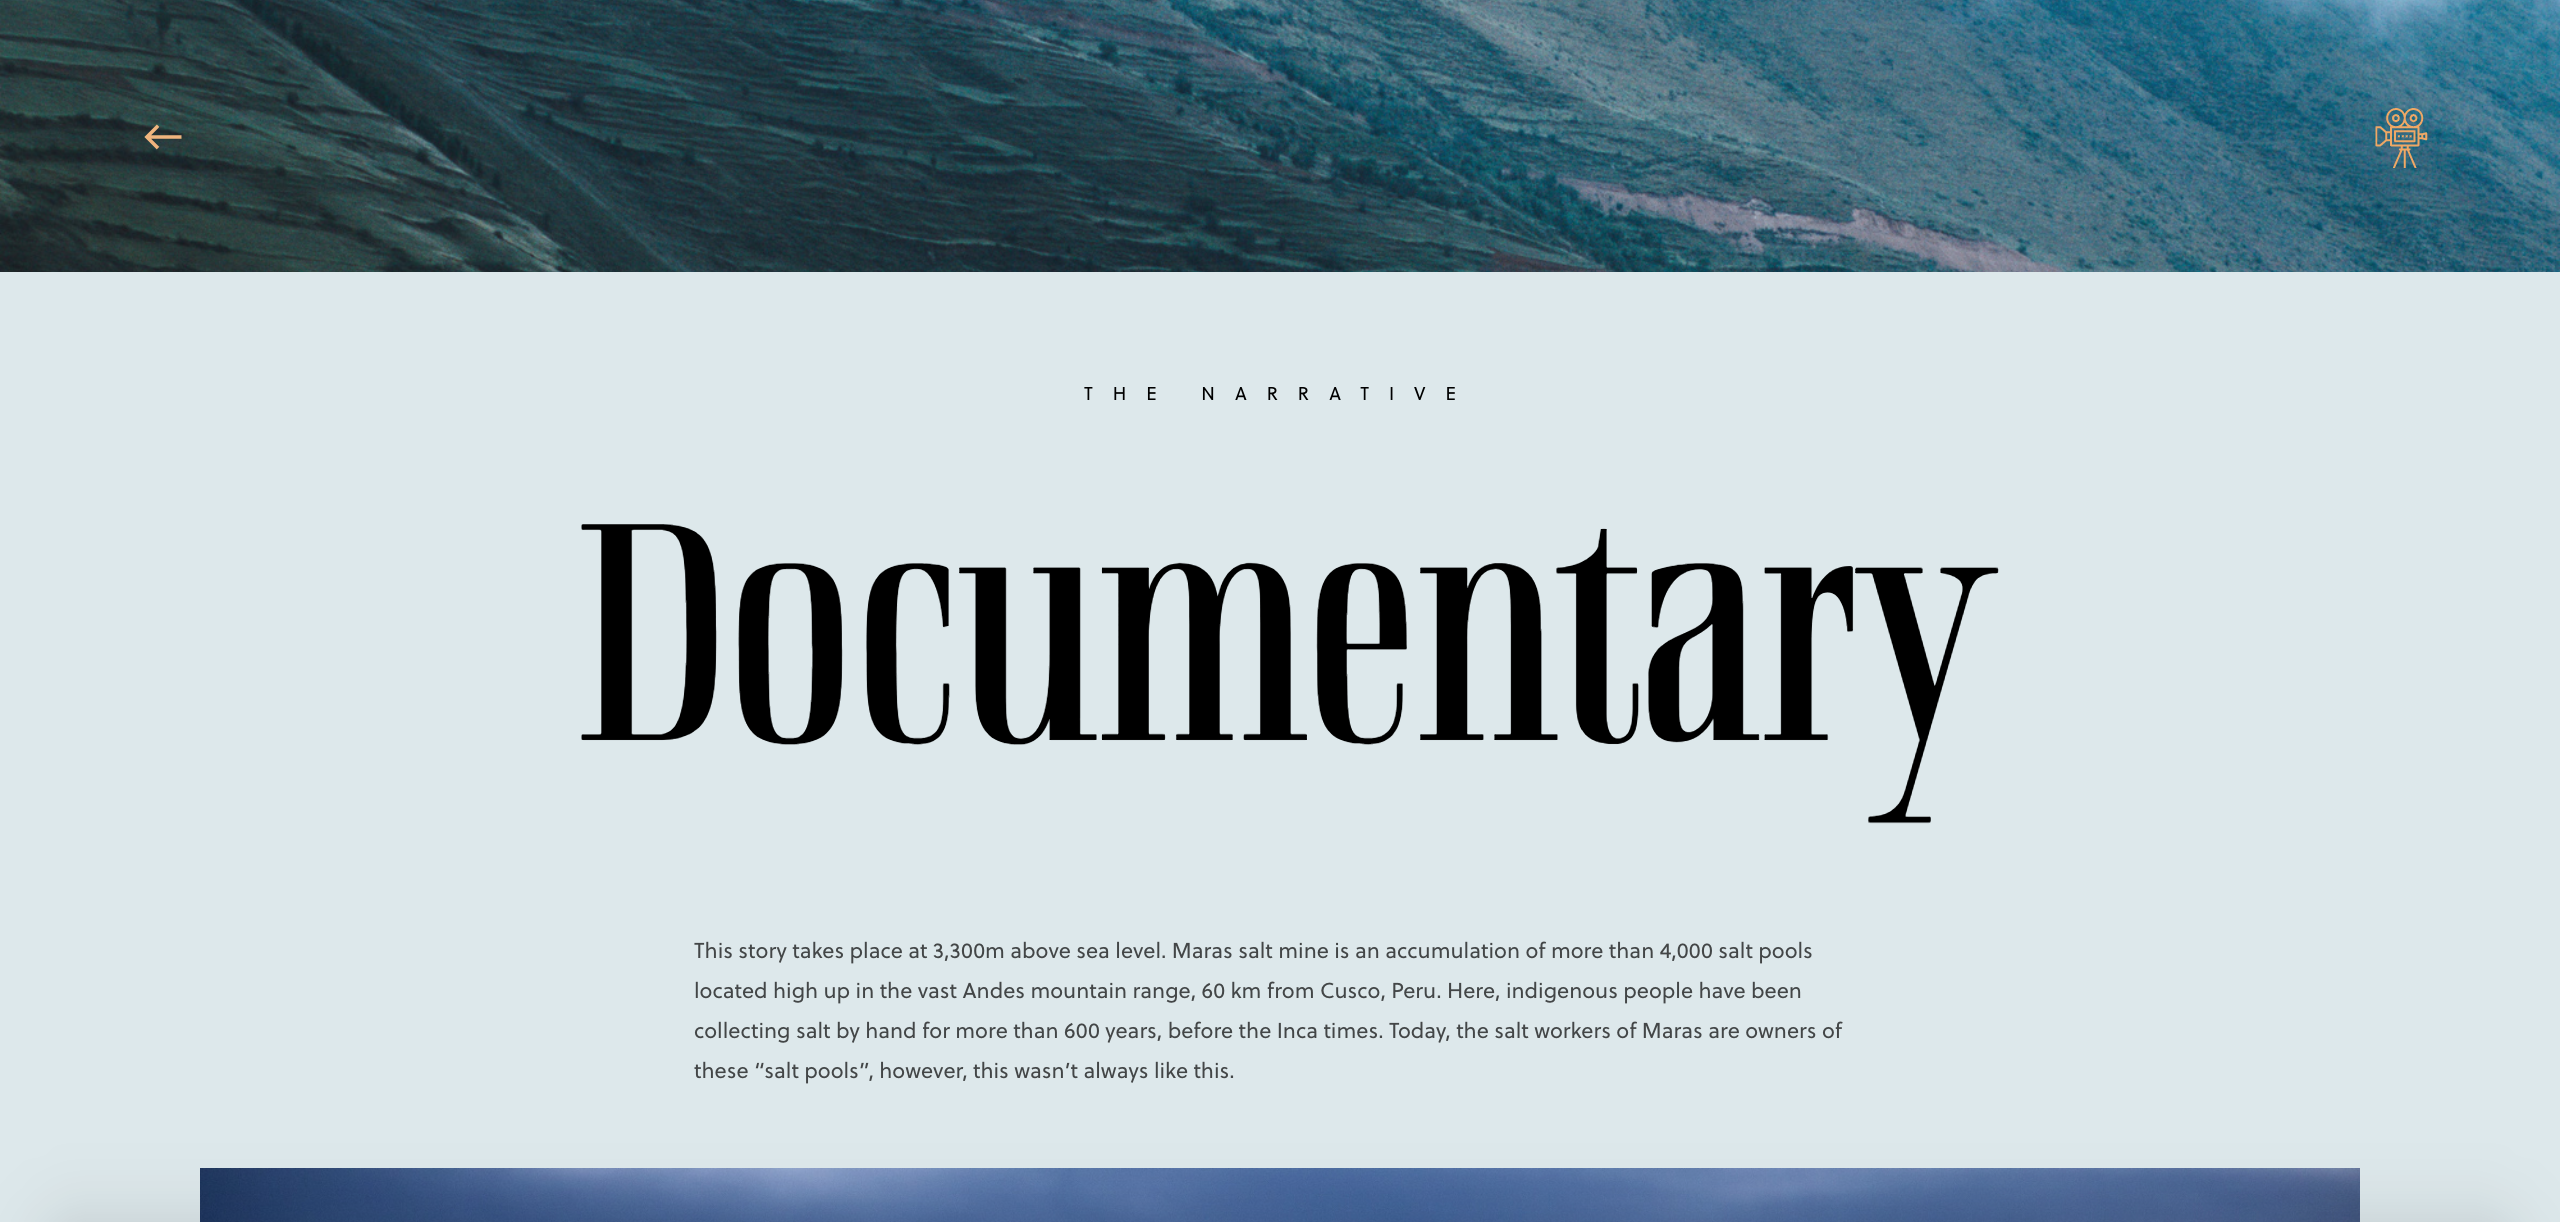 THE NARRATIVE
Documentary
This story takes place at 3,300m above sea level. Maras salt mine is an accumulation of more than 4,000 salt pools
located high up in the vast Andes mountain range, 60 km from Cusco, Peru. Here, indigenous people have been
collecting salt by hand for more than 600 years, before the Inca times. Today, the salt workers of Maras are owners of
these “salt pools”, however, this wasn’t always like this.